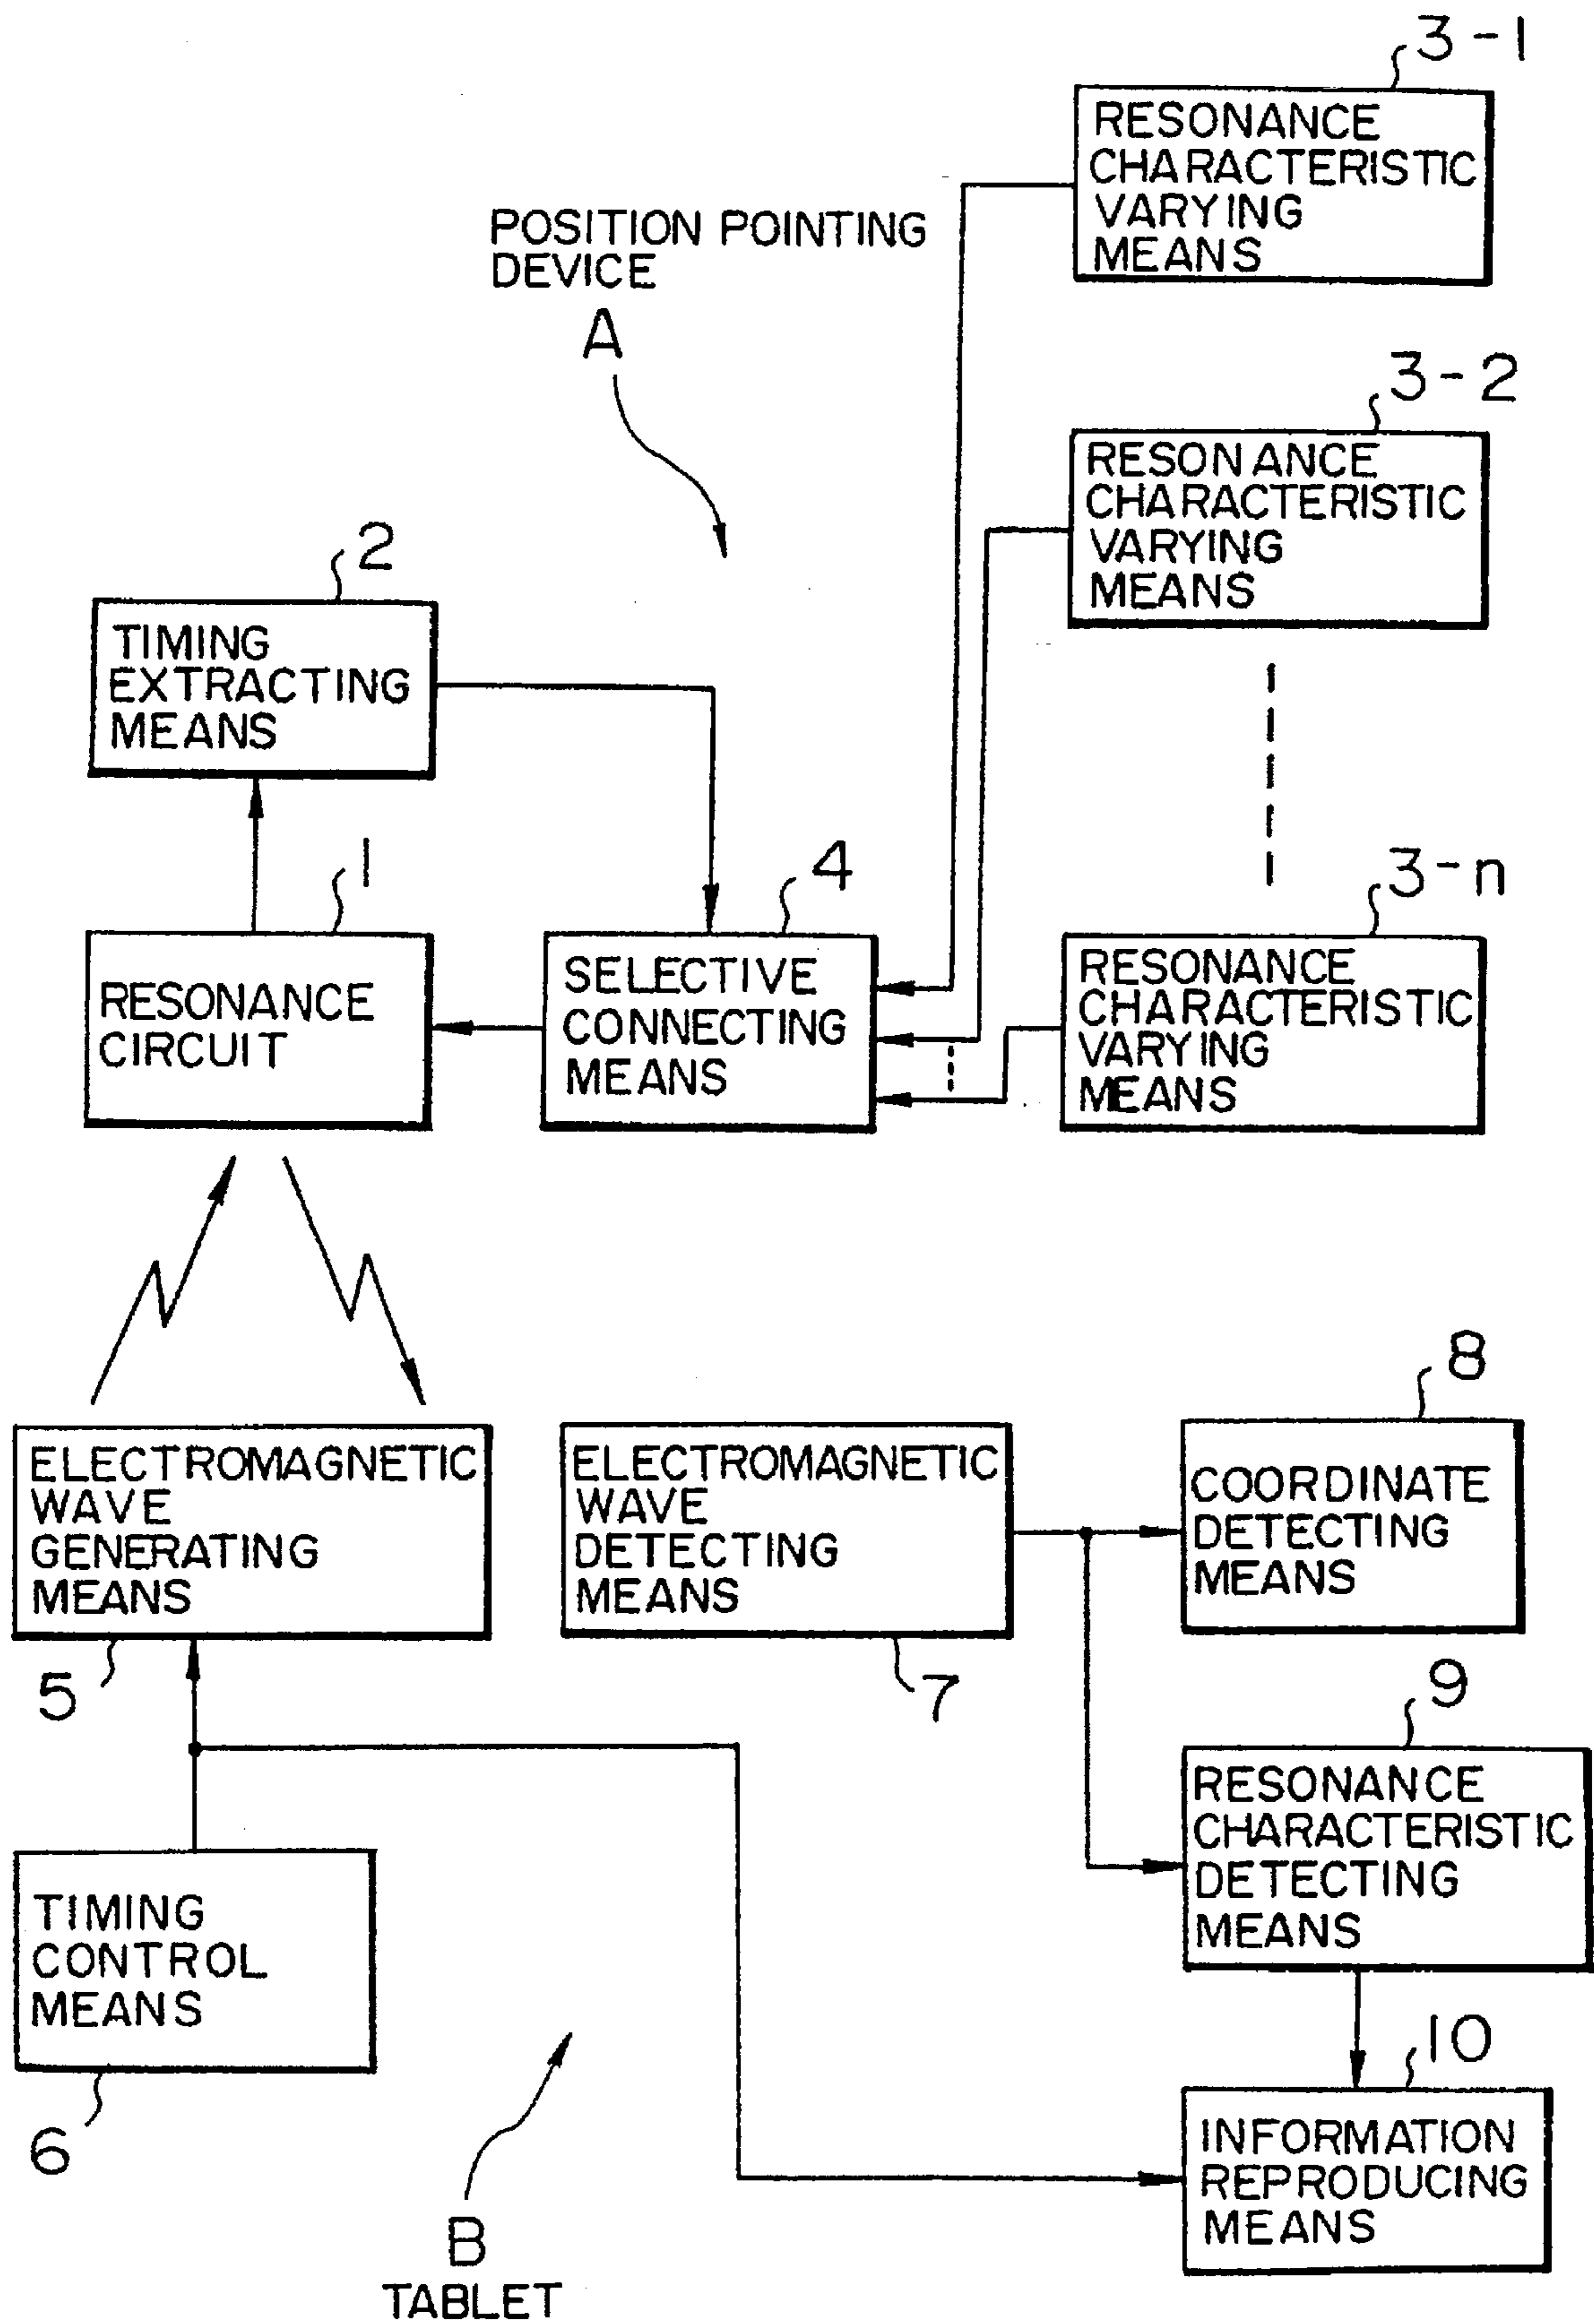 3-1
RESONANCE
CHARACTERISTIC
VARYING
MEANS
POSITION POINTING
DEVICE
A
3-2
RESONANCE
CHARACTERISTIC
VARYING
MEANS
2
TIMING
EXTRACTING
MEANS
1
RESONANCE
CIRCUIT
4
SELECTIVE
CONNECTING
MEANS
3-n
RESONANCE
CHARACTERISTIC
VARYING
MEANS
ELECTROMAGNETIC
WAVE
GENERATING
MEANS
5
ELECTROMAGNETIC
WAVE
DETECTING
MEANS
7
8
COORDINATE
DETECTING
MEANS
9
RESONANCE
CHARACTERISTIC
DETECTING
MEANS
TIMING
CONTROL
MEANS
6
10
INFORMATION
REPRODUCING
MEANS
B
TABLET